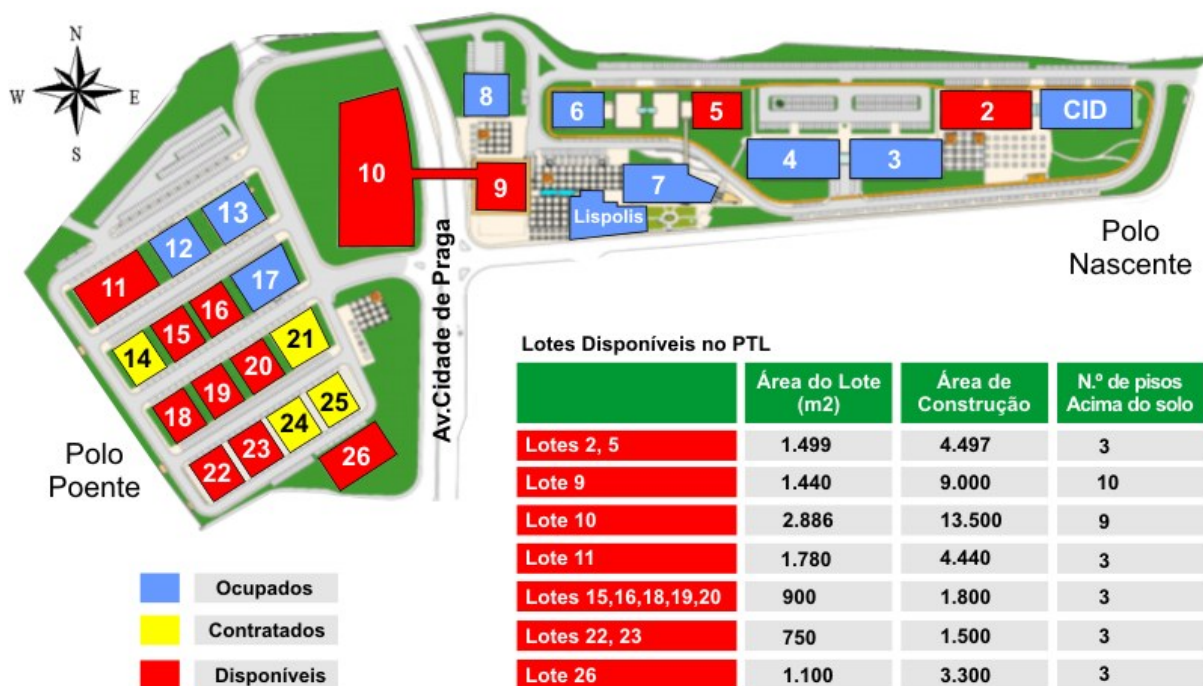 N
W E
S
8
6
5
2
CID
10
9
4
3
7
Lispolis
13
12
11
17
16
15
14
21
20
19
18
25
24
23
22
26
Av.Cidade de Praga
Polo
Nascente
Polo
Poente
Ocupados
Contratados
Disponíveis
Lotes Disponíveis no PTL
Área do Lote (m2) Área de Construção N.º de pisos Acima do solo
Lotes 2, 5 1.499 4.497 3
Lote 9 1.440 9.000 10
Lote 10 2.886 13.500 9
Lote 11 1.780 4.440 3
Lotes 15,16,18,19,20 900 1.800 3
Lotes 22, 23 750 1.500 3
Lote 26 1.100 3.300 3